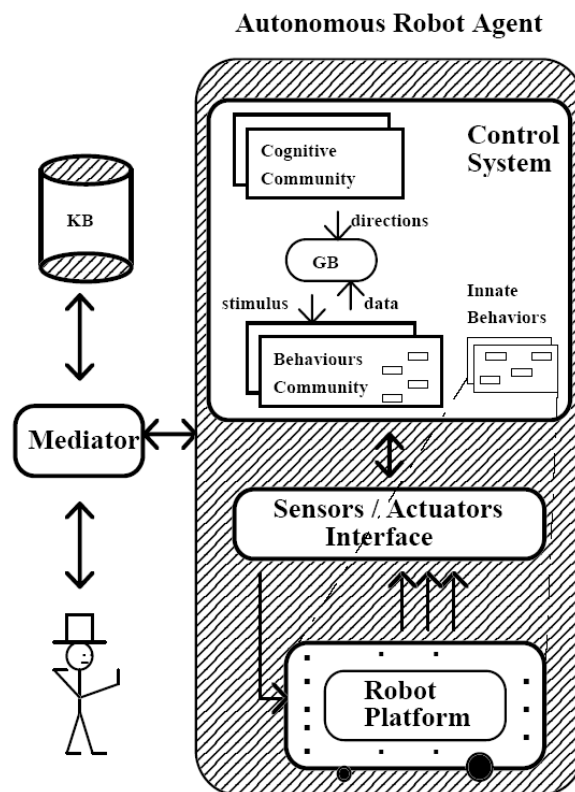 Autonomous Robot Agent
Control
System
Cognitive
Community
directions
GB
stimulus
data
Innate
Behaviors
Behaviours
Community
KB
Mediator
Sensors / Actuators
Interface
Robot
Platform